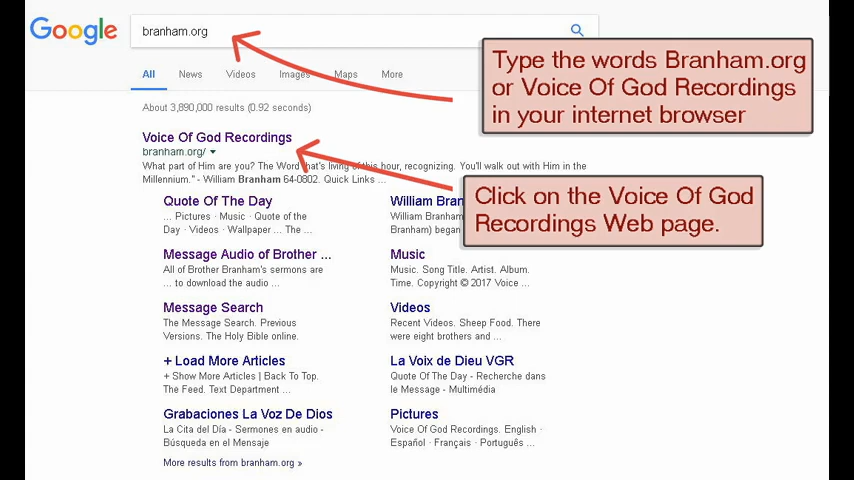 Google
branham.org
Type the words Branham.org
or Voice Of God Recordings
in your internet browser
All News Videos Images Maps More
About 3,890,000 results (0.92 seconds)
Voice Of God Recordings
branham.org/
What part of Him are you? The Word that's living of this hour, recognizing. You'll walk out with Him in the
Millennium." - William Branham 64-0802. Quick Links ...
Click on the Voice Of God
Recordings Web page.
Quote Of The Day
... Pictures · Music · Quote of the
Day · Videos · Wallpaper ... The ...
William Bran
William Branham
Branham) began
Message Audio of Brother ...
All of Brother Branham's sermons are
... to download the audio ...
Music
Music. Song Title. Artist. Album.
Time. Copyright © 2017 Voice ...
Message Search
The Message Search. Previous
Versions. The Holy Bible online.
Videos
Recent Videos. Sheep Food. There
were eight brothers and ...
+ Load More Articles
+ Show More Articles | Back To Top.
The Feed. Text Department ...
La Voix de Dieu VGR
Quote Of The Day - Recherche dans
le Message - Multimédia
Grabaciones La Voz De Dios
La Cita del Día - Sermones en audio -
Búsqueda en el Mensaje
Pictures
Voice Of God Recordings. English ·
Español · Français · Português ...
More results from branham.org »